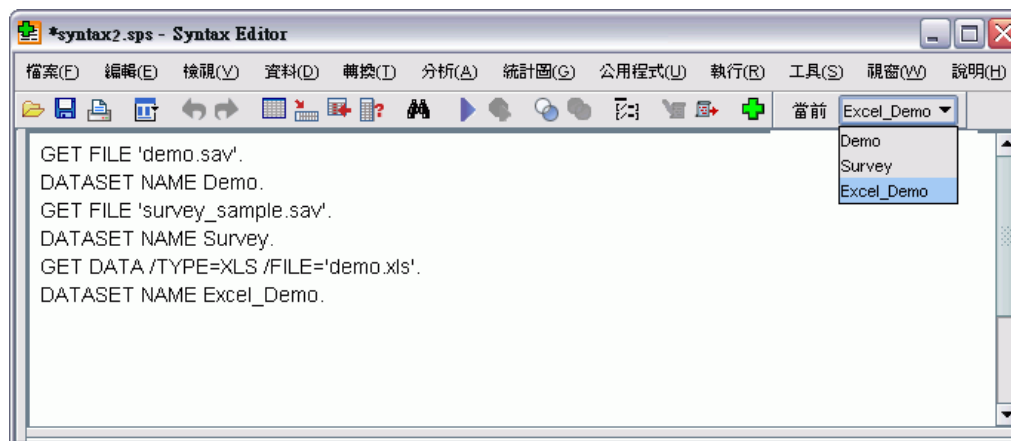 *syntax2.sps - Syntax Editor
檔案(F) 編輯(E) 檢視(V) 資料(D) 轉換(T) 分析(A) 統計圖(G) 公用程式(U) 執行(R) 工具(S) 視窗(W) 說明(H)
當前 Excel_Demo
Demo
Survey
Excel_Demo
GET FILE 'demo.sav'.
DATASET NAME Demo.
GET FILE 'survey_sample.sav'.
DATASET NAME Survey.
GET DATA /TYPE=XLS /FILE='demo.xls'.
DATASET NAME Excel_Demo.